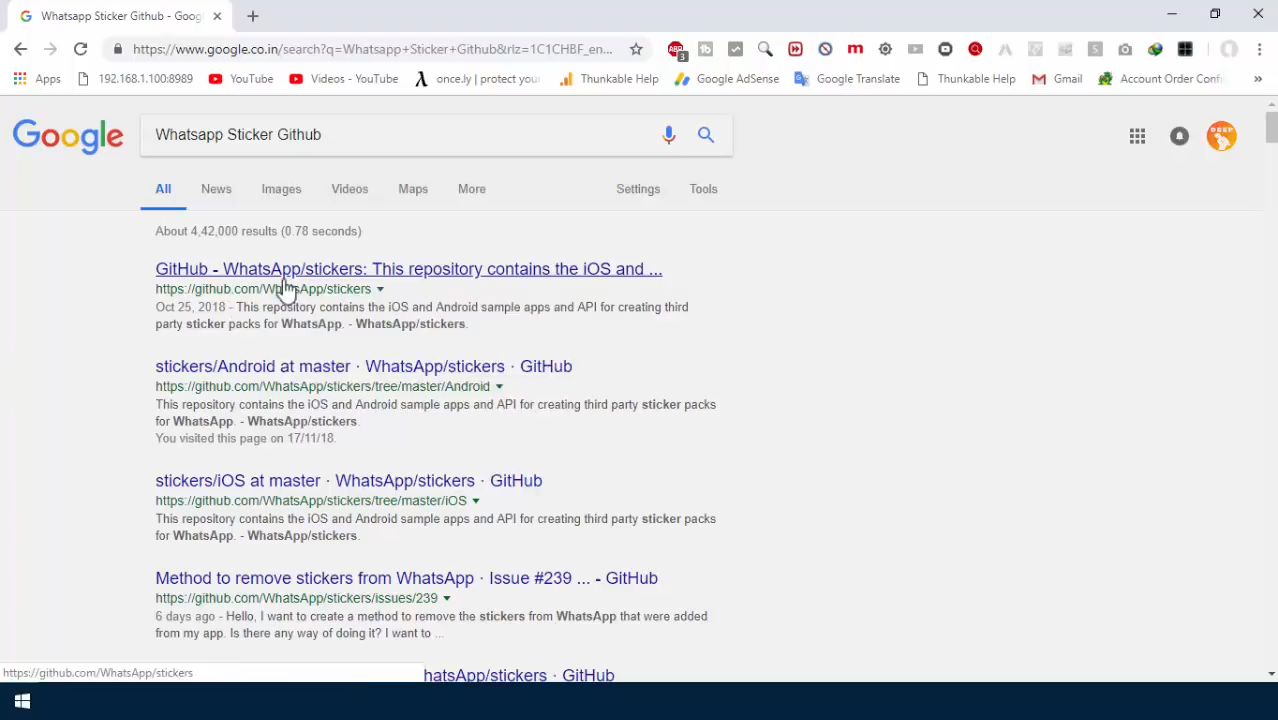 Whatsapp Sticker Github - Goog
https://www.google.co.in/search?q=Whatsapp+Sticker+Github&rlz=1C1CHBF_en...
ABP
3
Apps
192.168.1.100:8989
YouTube
Videos - YouTube
once.ly | protect your
Thunkable Help
Google AdSense
Google Translate
Thunkable Help
Gmail
Account Order Confi
Google
Whatsapp Sticker Github
DEEP
All
News
Images
Videos
Maps
More
Settings
Tools
About 4,42,000 results (0.78 seconds)
GitHub - WhatsApp/stickers: This repository contains the iOS and ...
https://github.com/WhatsApp/stickers
Oct 25, 2018 - This repository contains the iOS and Android sample apps and API for creating third
party sticker packs for WhatsApp. - WhatsApp/stickers.
stickers/Android at master · WhatsApp/stickers · GitHub
https://github.com/WhatsApp/stickers/tree/master/Android
This repository contains the iOS and Android sample apps and API for creating third party sticker packs
for WhatsApp. - WhatsApp/stickers.
You visited this page on 17/11/18.
stickers/iOS at master · WhatsApp/stickers · GitHub
https://github.com/WhatsApp/stickers/tree/master/iOS
This repository contains the iOS and Android sample apps and API for creating third party sticker packs
for WhatsApp. - WhatsApp/stickers.
Method to remove stickers from WhatsApp · Issue #239 ... - GitHub
https://github.com/WhatsApp/stickers/issues/239
6 days ago - Hello, I want to create a method to remove the stickers from WhatsApp that were added
from my app. Is there any way of doing it? I want to ...
hatsApp/stickers · GitHub
https://github.com/WhatsApp/stickers